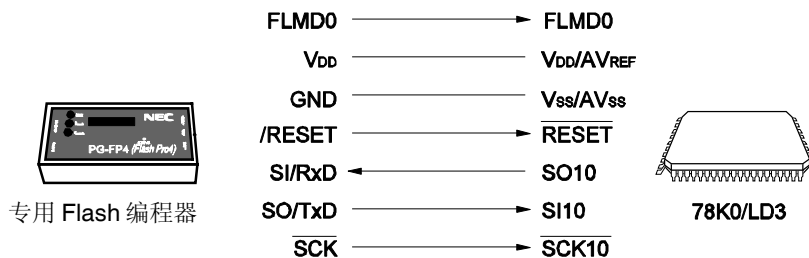 FLMD0 FLMD0
VDD VDD/AVREF
GND VSS/AVSS
/RESET RESET
SI/RxD SO10
SO/TxD SI10
SCK SCK10
NEC
PG-FP4 (Flash Pro4)
专用 Flash 编程器
78K0/LD3